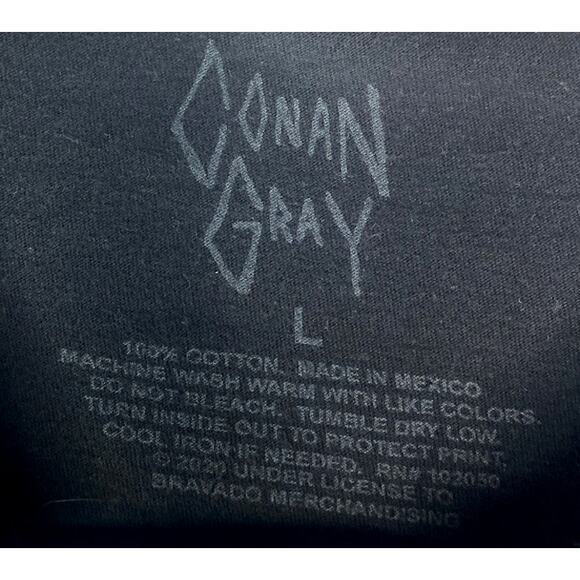 CONAN
GRAY
L
100% COTTON. MADE IN MEXICO
MACHINE WASH WARM WITH LIKE COLORS.
DO NOT BLEACH. TUMBLE DRY LOW.
TURN INSIDE OUT TO PROTECT PRINT.
COOL IRON IF NEEDED. RN# 102050
© 2020 UNDER LICENSE TO
BRAVADO MERCHANDISING